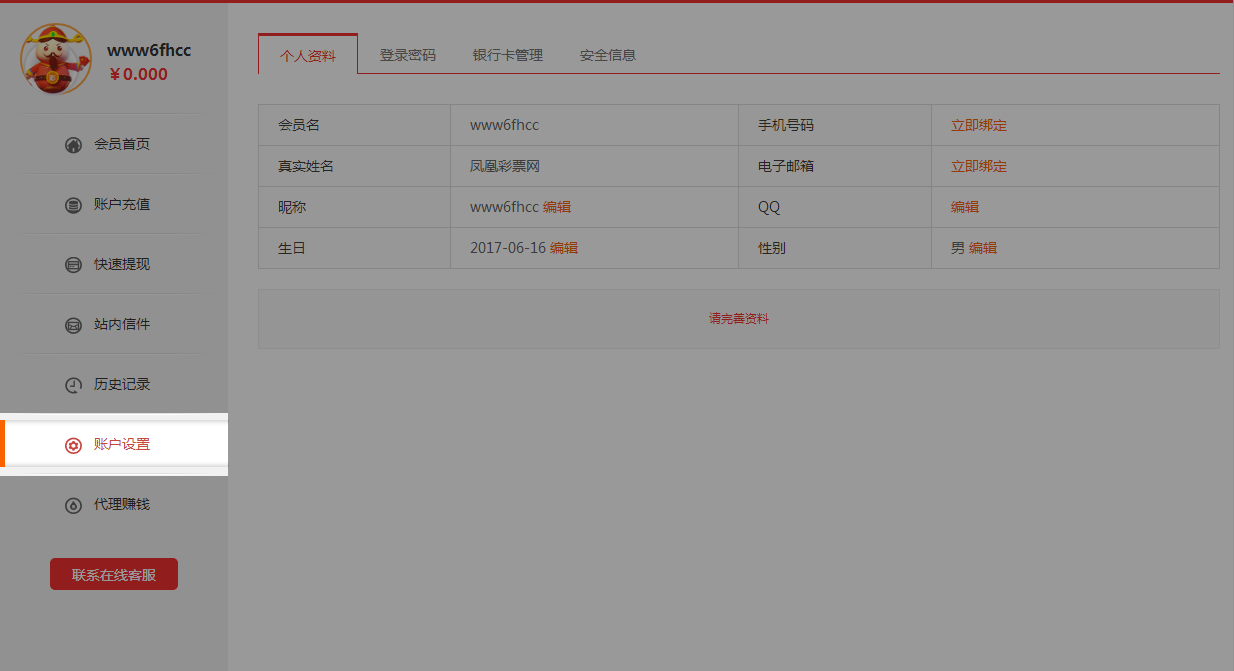 www6fhcc
¥0.000
会员首页
账户充值
快速提现
站内信件
历史记录
账户设置
代理赚钱
联系在线客服
个人资料 登录密码 银行卡管理 安全信息
会员名 www6fhcc 手机号码 立即绑定
真实姓名 凤凰彩票网 电子邮箱 立即绑定
昵称 www6fhcc 编辑 QQ 编辑
生日 2017-06-16 编辑 性别 男 编辑
请完善资料